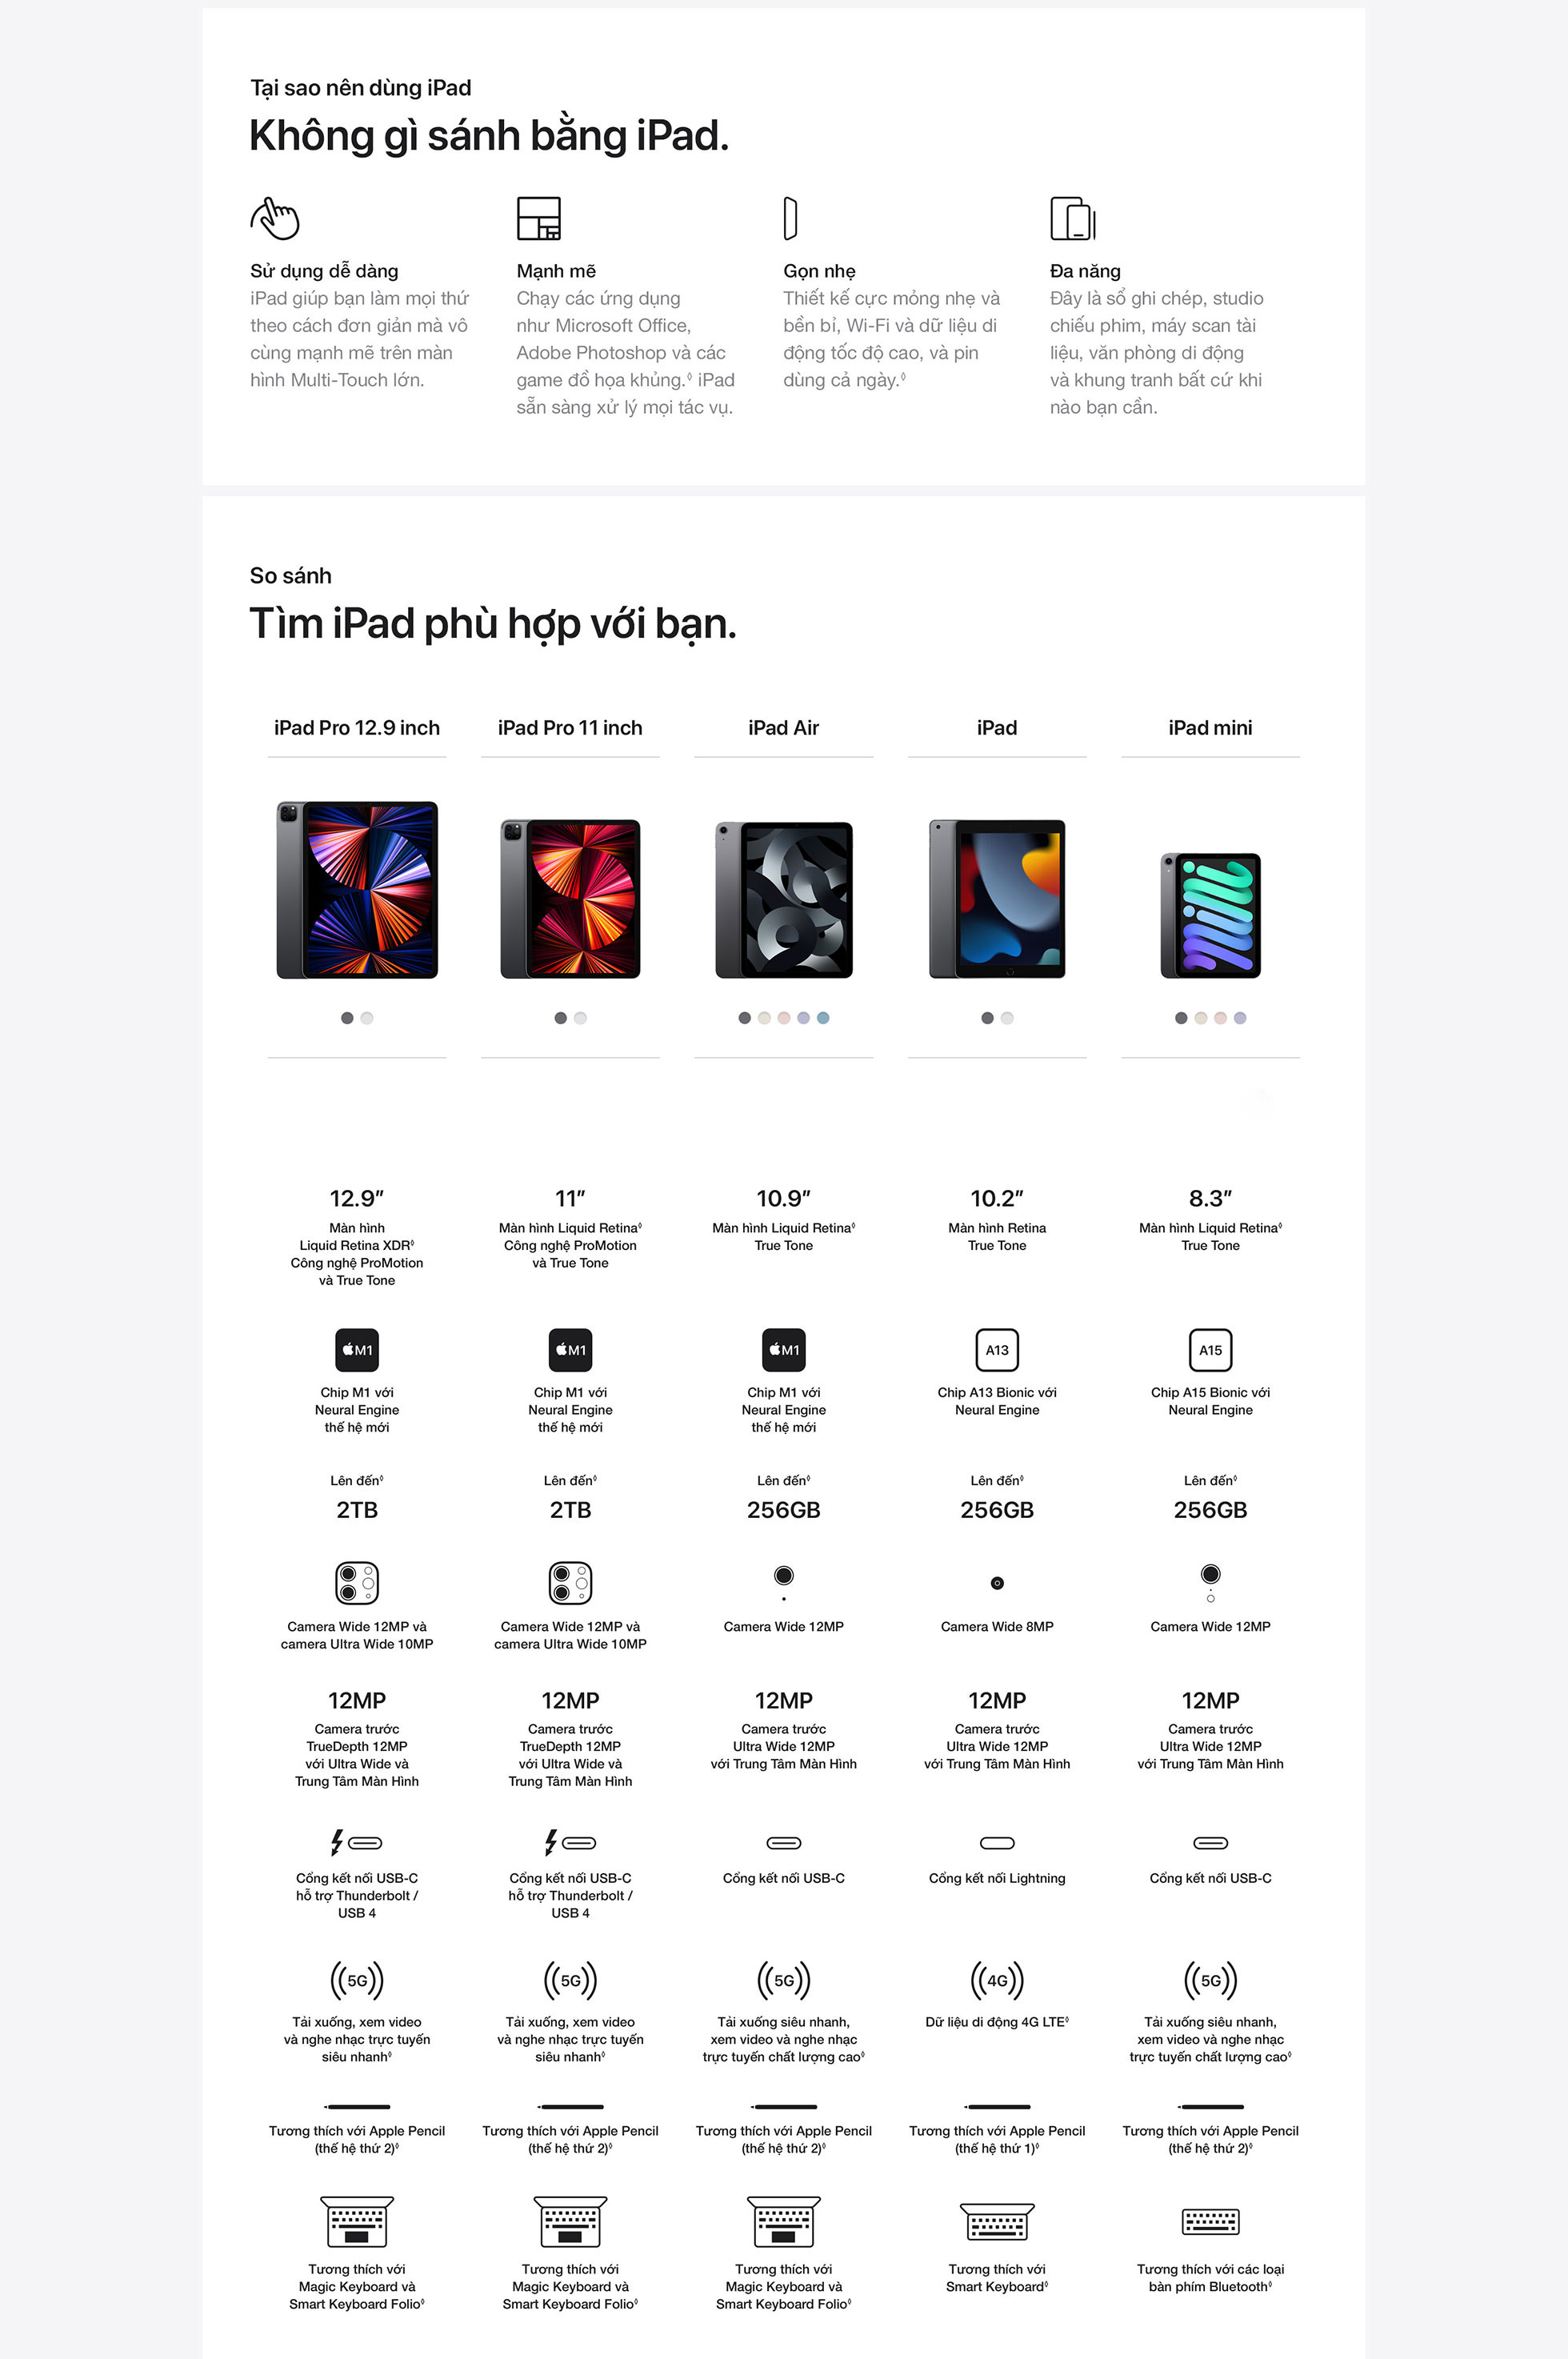 Tại sao nên dùng iPad
Không gì sánh bằng iPad.
Sử dụng dễ dàng
iPad giúp bạn làm mọi thứ
theo cách đơn giản mà vô
cùng mạnh mẽ trên màn
hình Multi-Touch lớn.
Mạnh mẽ
Chạy các ứng dụng
như Microsoft Office,
Adobe Photoshop và các
game đồ họa khủng.◊ iPad
sẵn sàng xử lý mọi tác vụ.
Gọn nhẹ
Thiết kế cực mỏng nhẹ và
bền bỉ, Wi-Fi và dữ liệu di
động tốc độ cao, và pin
dùng cả ngày.◊
Đa năng
Đây là sổ ghi chép, studio
chiếu phim, máy scan tài
liệu, văn phòng di động
và khung tranh bất cứ khi
nào bạn cần.
So sánh
Tìm iPad phù hợp với bạn.
iPad Pro 12.9 inch
iPad Pro 11 inch
iPad Air
iPad
iPad mini
12.9”
Màn hình
Liquid Retina XDR◊
Công nghệ ProMotion
và True Tone
11”
Màn hình Liquid Retina◊
Công nghệ ProMotion
và True Tone
10.9”
Màn hình Liquid Retina◊
True Tone
10.2”
Màn hình Retina
True Tone
8.3”
Màn hình Liquid Retina◊
True Tone
M1
Chip M1 với
Neural Engine
thế hệ mới
M1
Chip M1 với
Neural Engine
thế hệ mới
M1
Chip M1 với
Neural Engine
thế hệ mới
A13
Chip A13 Bionic với
Neural Engine
A15
Chip A15 Bionic với
Neural Engine
Lên đến◊
2TB
Lên đến◊
2TB
Lên đến◊
256GB
Lên đến◊
256GB
Lên đến◊
256GB
Camera Wide 12MP và
camera Ultra Wide 10MP
Camera Wide 12MP và
camera Ultra Wide 10MP
Camera Wide 12MP
Camera Wide 8MP
Camera Wide 12MP
12MP
Camera trước
TrueDepth 12MP
với Ultra Wide và
Trung Tâm Màn Hình
12MP
Camera trước
TrueDepth 12MP
với Ultra Wide và
Trung Tâm Màn Hình
12MP
Camera trước
Ultra Wide 12MP
với Trung Tâm Màn Hình
12MP
Camera trước
Ultra Wide 12MP
với Trung Tâm Màn Hình
12MP
Camera trước
Ultra Wide 12MP
với Trung Tâm Màn Hình
Cổng kết nối USB-C
hỗ trợ Thunderbolt /
USB 4
Cổng kết nối USB-C
hỗ trợ Thunderbolt /
USB 4
Cổng kết nối USB-C
Cổng kết nối Lightning
Cổng kết nối USB-C
5G
Tải xuống, xem video
và nghe nhạc trực tuyến
siêu nhanh◊
5G
Tải xuống, xem video
và nghe nhạc trực tuyến
siêu nhanh◊
5G
Tải xuống siêu nhanh,
xem video và nghe nhạc
trực tuyến chất lượng cao◊
4G
Dữ liệu di động 4G LTE◊
5G
Tải xuống siêu nhanh,
xem video và nghe nhạc
trực tuyến chất lượng cao◊
Tương thích với Apple Pencil
(thế hệ thứ 2)◊
Tương thích với Apple Pencil
(thế hệ thứ 2)◊
Tương thích với Apple Pencil
(thế hệ thứ 2)◊
Tương thích với Apple Pencil
(thế hệ thứ 1)◊
Tương thích với Apple Pencil
(thế hệ thứ 2)◊
Tương thích với
Magic Keyboard và
Smart Keyboard Folio◊
Tương thích với
Magic Keyboard và
Smart Keyboard Folio◊
Tương thích với
Magic Keyboard và
Smart Keyboard Folio◊
Tương thích với
Smart Keyboard◊
Tương thích với các loại
bàn phím Bluetooth◊